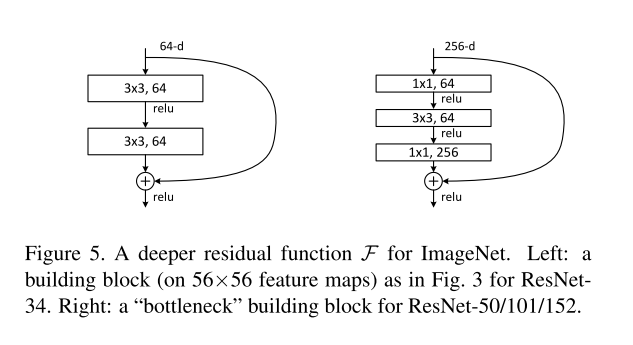 64-d
3x3, 64
relu
3x3, 64
+
relu
256-d
1x1, 64
relu
3x3, 64
relu
1x1, 256
+
relu
Figure 5. A deeper residual function F for ImageNet. Left: a
building block (on 56×56 feature maps) as in Fig. 3 for ResNet-
34. Right: a “bottleneck” building block for ResNet-50/101/152.